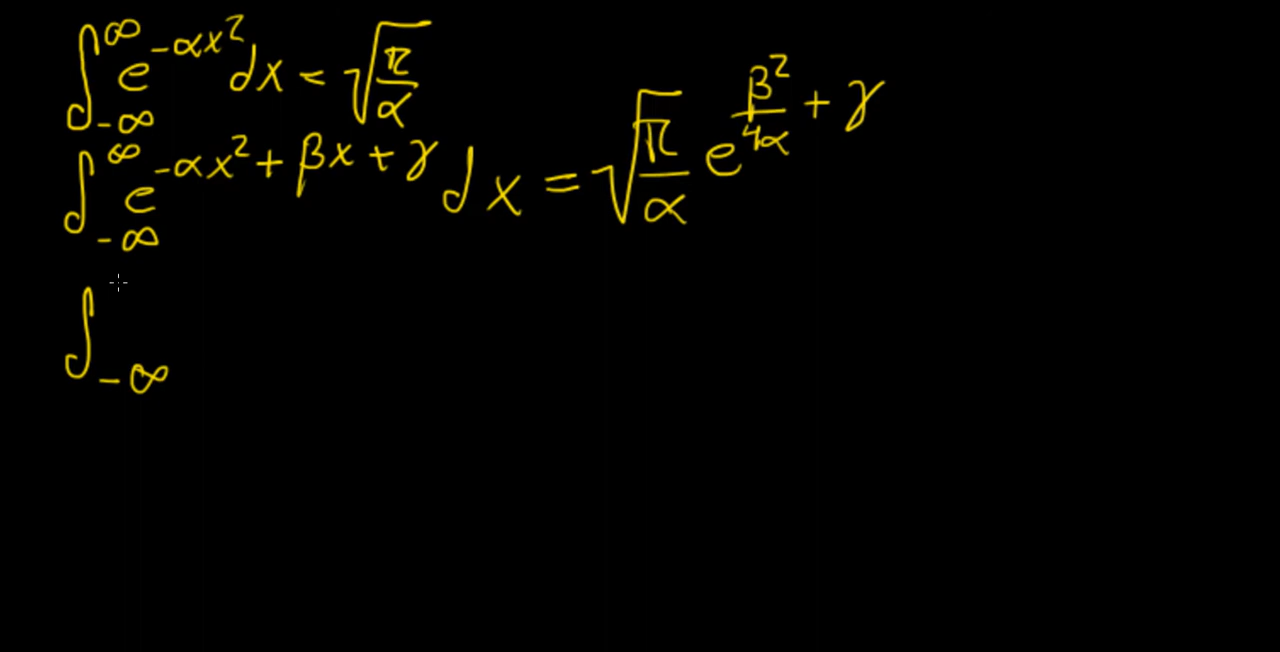 ∫_{-∞}^{∞} e^{-αx²} dx = √(π/α)
∫_{-∞}^{∞} e^{-αx² + βx + γ} dx = √(π/α) e^{β²/4α + γ}
∫_{-∞}